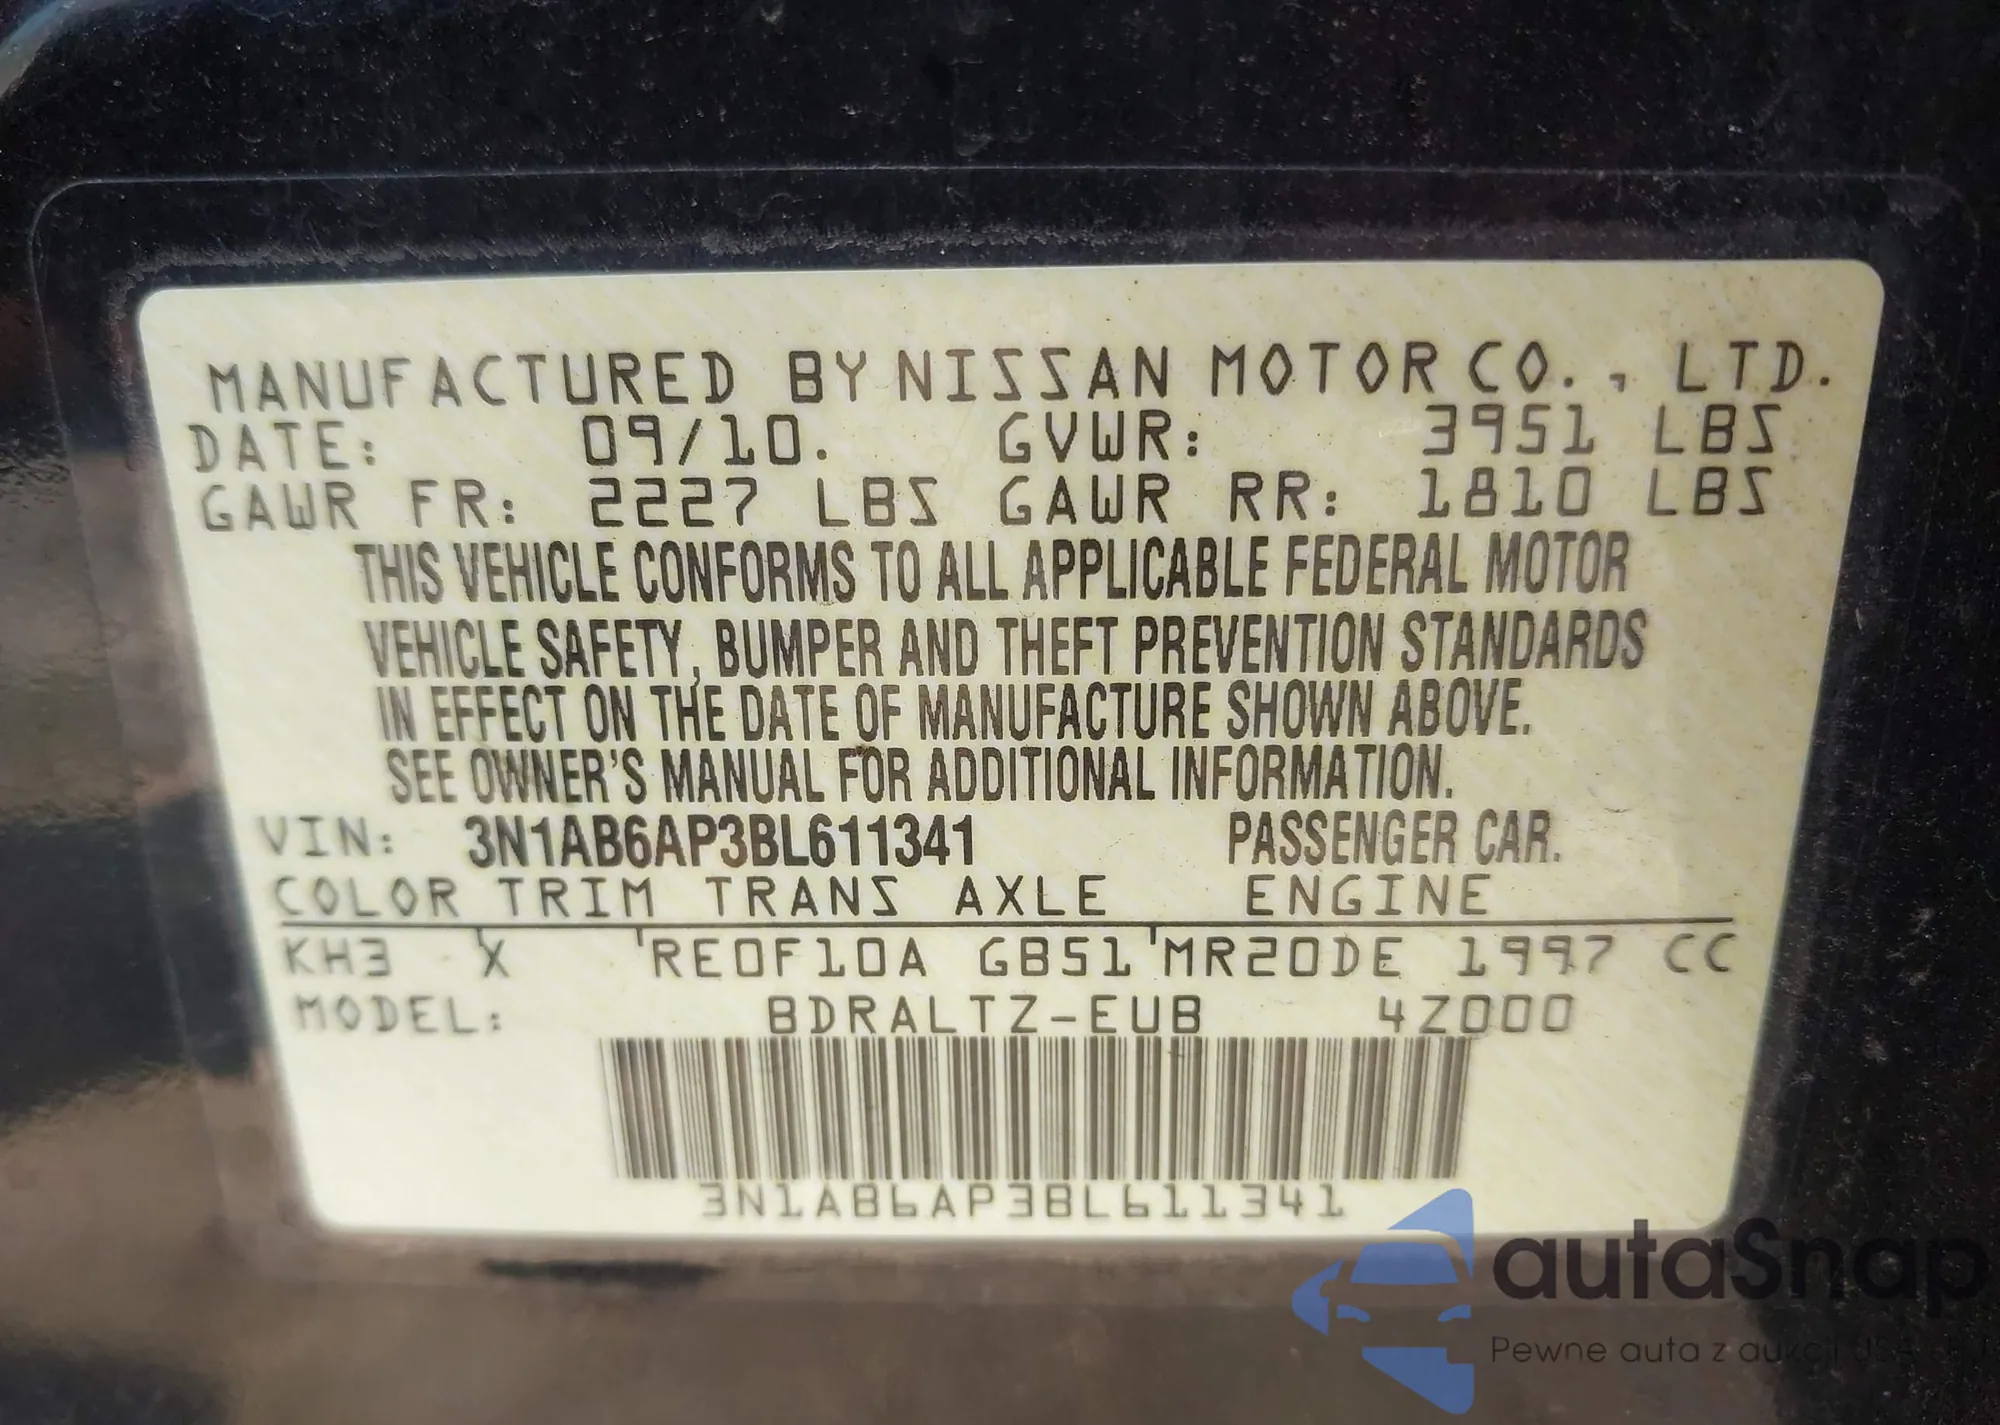 MANUFACTURED BY NISSAN MOTOR CO., LTD.
DATE: 09/10. GVWR: 3951 LBS
GAWR FR: 2227 LBS GAWR RR: 1810 LBS
THIS VEHICLE CONFORMS TO ALL APPLICABLE FEDERAL MOTOR
VEHICLE SAFETY, BUMPER AND THEFT PREVENTION STANDARDS
IN EFFECT ON THE DATE OF MANUFACTURE SHOWN ABOVE.
SEE OWNER'S MANUAL FOR ADDITIONAL INFORMATION.
VIN: 3N1AB6AP3BL611341 PASSENGER CAR.
COLOR TRIM TRANS AXLE ENGINE
KH3 X RE0F10A GB51 MR20DE 1997 CC
MODEL: BDRALTZ-EUB 4Z000
3N1AB6AP3BL611341
autaSnap
Pewne auta z aukcji USA